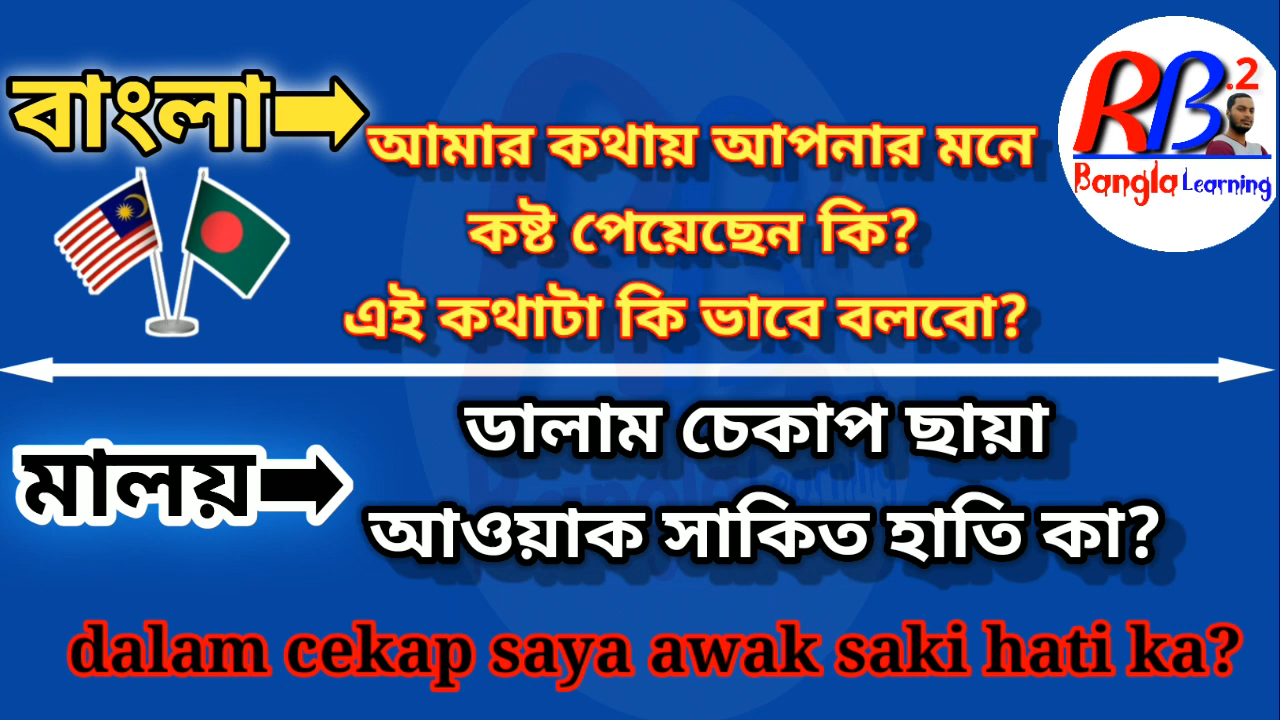 বাংলা
RB.2
Bangla Learning
আমার কথায় আপনার মনে
কষ্ট পেয়েছেন কি?
এই কথাটা কি ভাবে বলবো?
মালয়
ডালাম চেকাপ ছায়া
আওয়াক সাকিত হাতি কা?
dalam cekap saya awak saki hati ka?